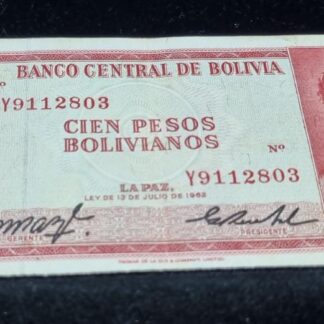 Nº BANCO CENTRAL DE BOLIVIA
Y9112803
CIEN PESOS
BOLIVIANOS
Nº
Y9112803
LA PAZ,
LEY DE 13 DE JULIO DE 1962
GERENTE PRESIDENTE